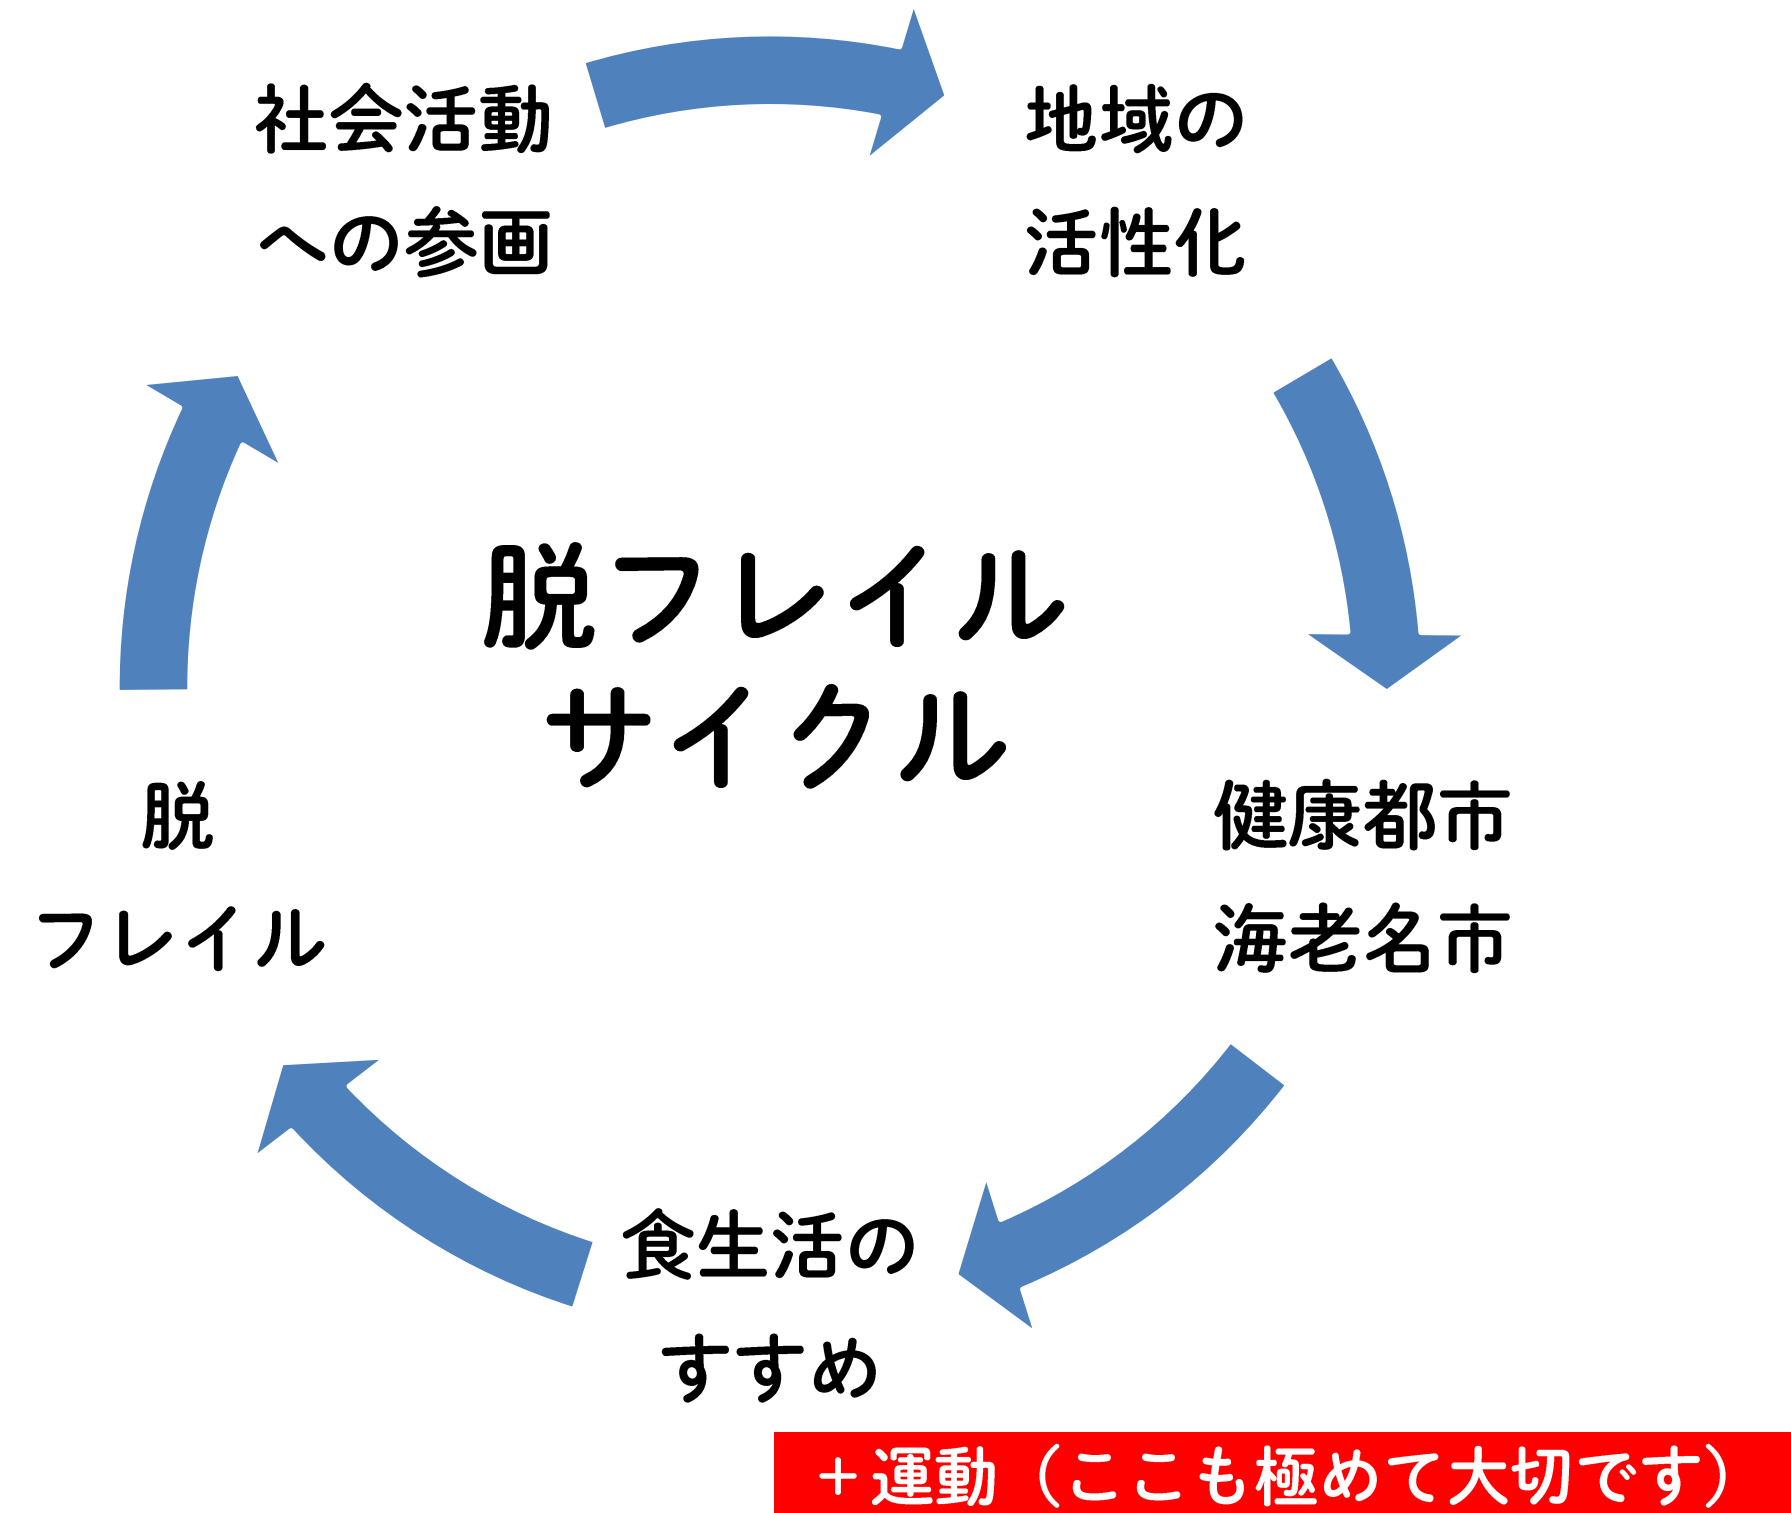 社会活動
への参画
地域の
活性化
脱フレイル
サイクル
脱
フレイル
健康都市
海老名市
食生活の
すすめ
＋運動（ここも極めて大切です）